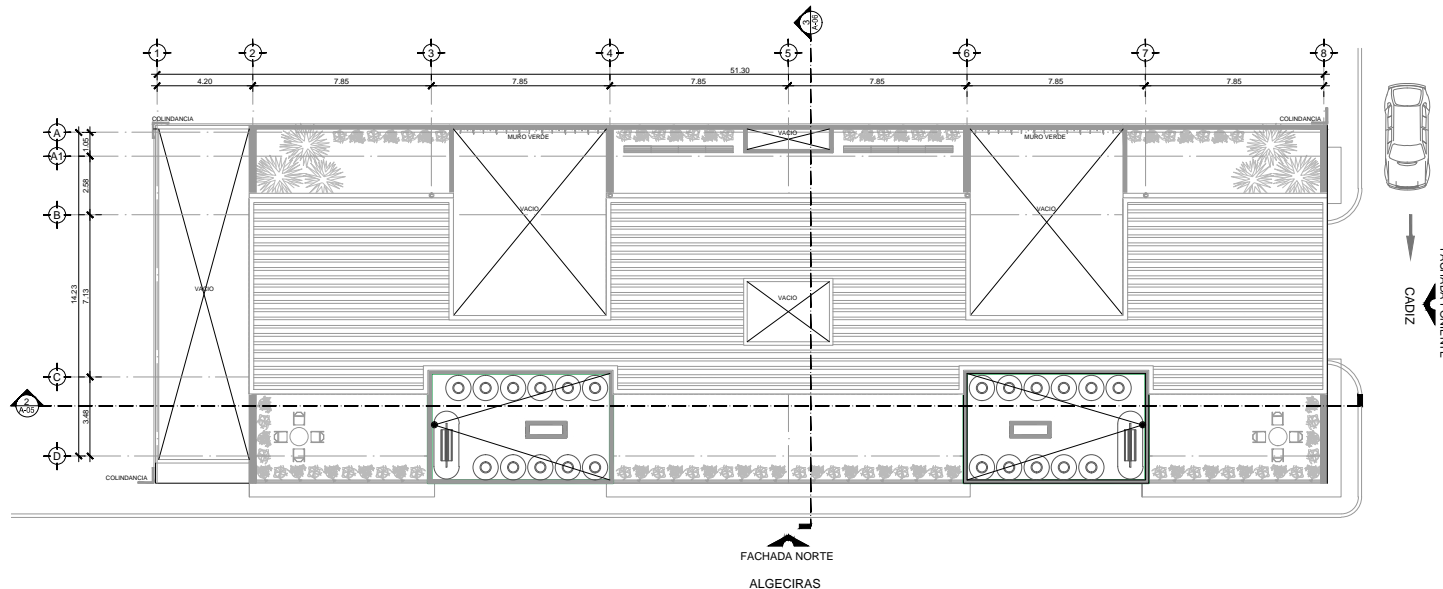 3
A-06
1
2
3
4
5
6
7
8
51.30
4.20
7.85
7.85
7.85
7.85
7.85
7.85
COLINDANCIA
COLINDANCIA
A
A1
B
C
D
1.05
2.58
7.13
3.48
14.23
MURO VERDE
VACIO
MURO VERDE
VACIO
VACIO
VACIO
VACIO
2
A-05
COLINDANCIA
CADIZ
FACHADA PONIENTE
FACHADA NORTE
ALGECIRAS